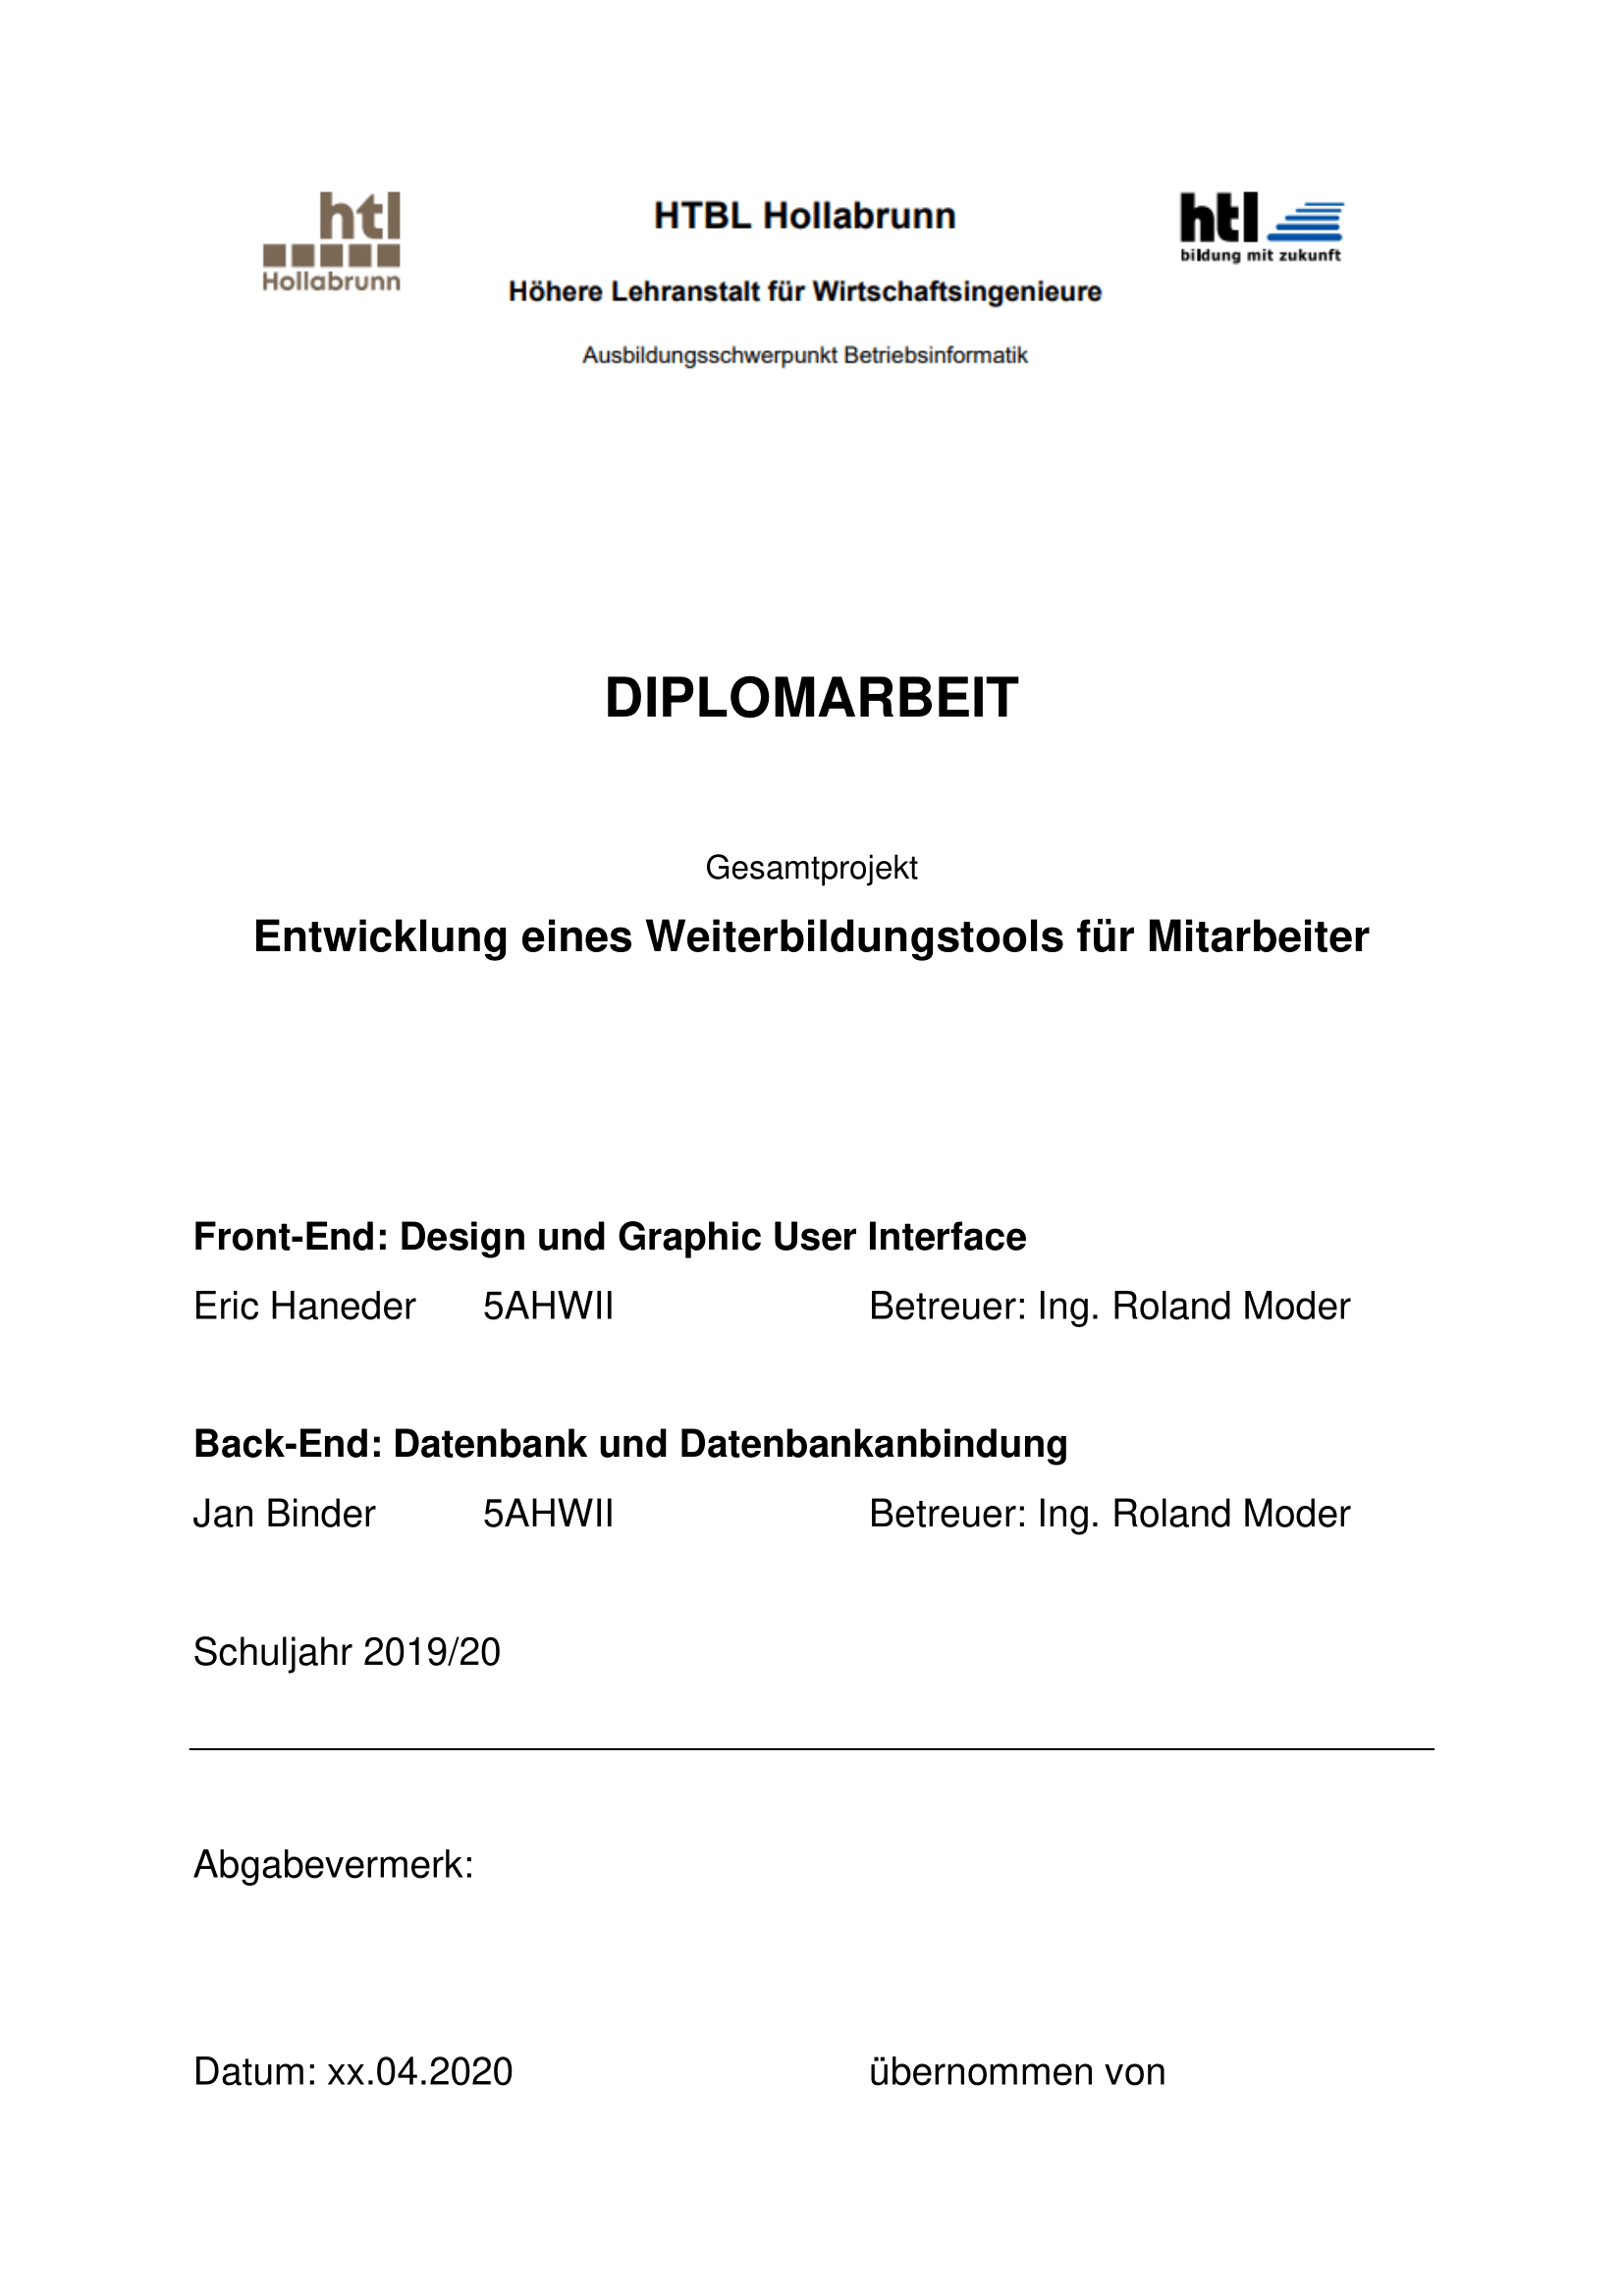 htl
Hollabrunn
HTBL Hollabrunn
Höhere Lehranstalt für Wirtschaftsingenieure
Ausbildungsschwerpunkt Betriebsinformatik
htl
bildung mit zukunft
DIPLOMARBEIT
Gesamtprojekt
Entwicklung eines Weiterbildungstools für Mitarbeiter
Front-End: Design und Graphic User Interface
Eric Haneder 5AHWII Betreuer: Ing. Roland Moder
Back-End: Datenbank und Datenbankanbindung
Jan Binder 5AHWII Betreuer: Ing. Roland Moder
Schuljahr 2019/20
Abgabevermerk:
Datum: xx.04.2020 übernommen von